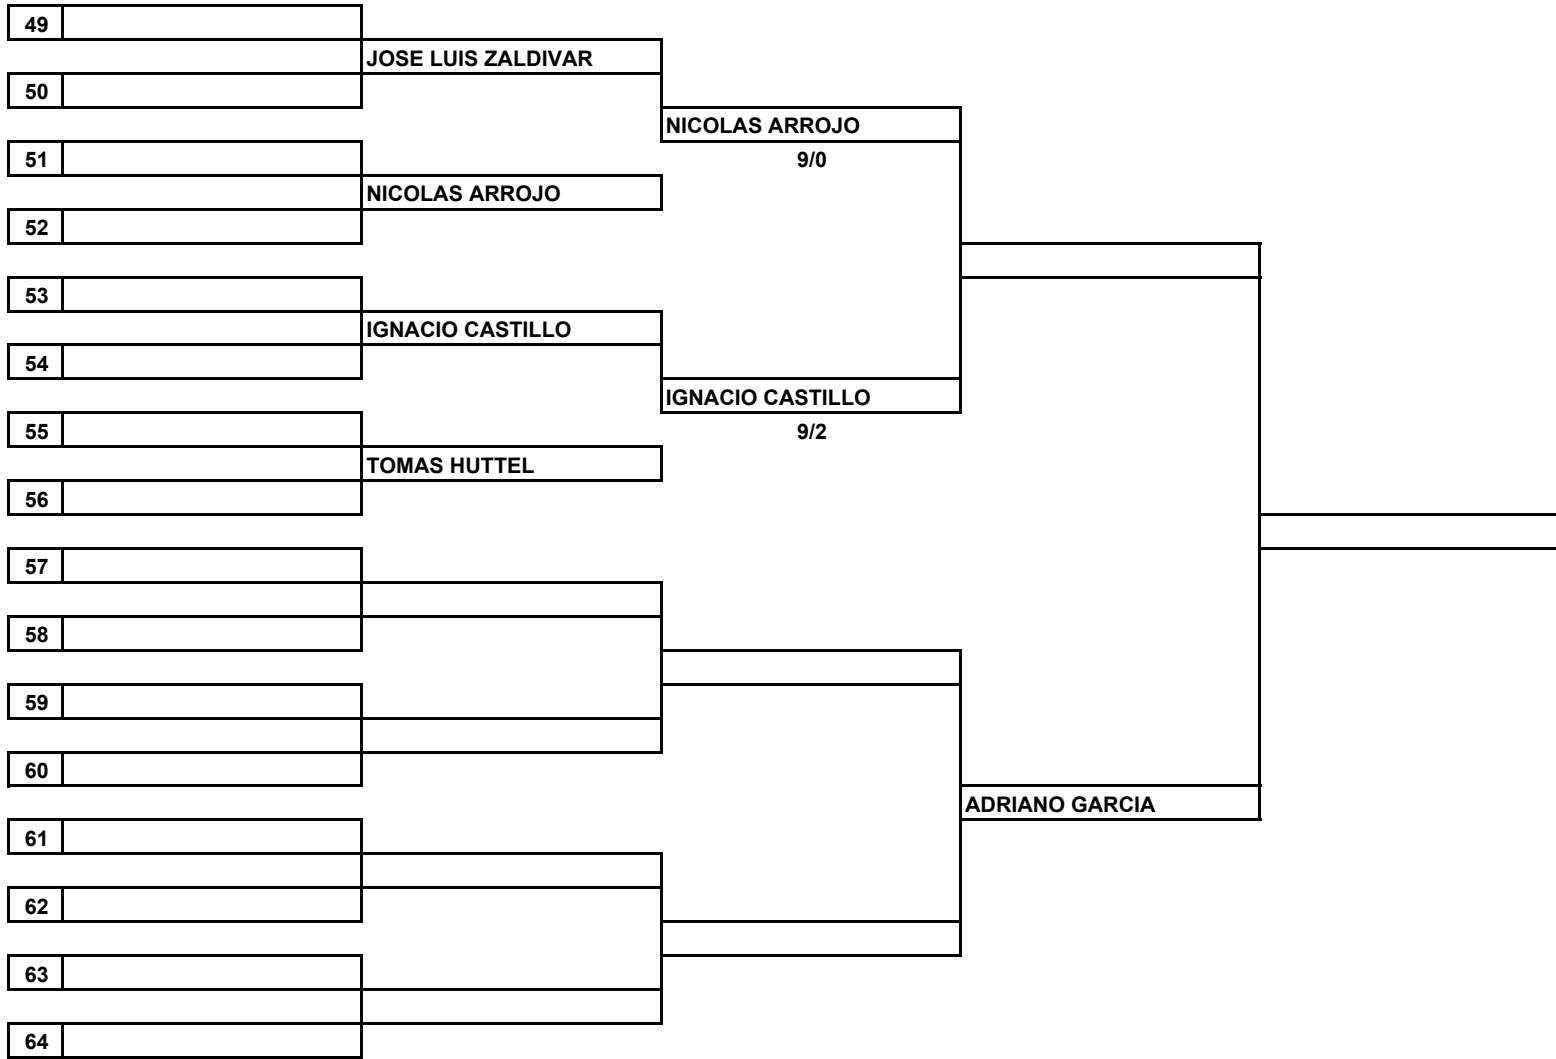 49
JOSE LUIS ZALDIVAR
50
NICOLAS ARROJO
51
9/0
NICOLAS ARROJO
52
53
IGNACIO CASTILLO
54
IGNACIO CASTILLO
55
9/2
TOMAS HUTTEL
56
57
58
59
60
ADRIANO GARCIA
61
62
63
64